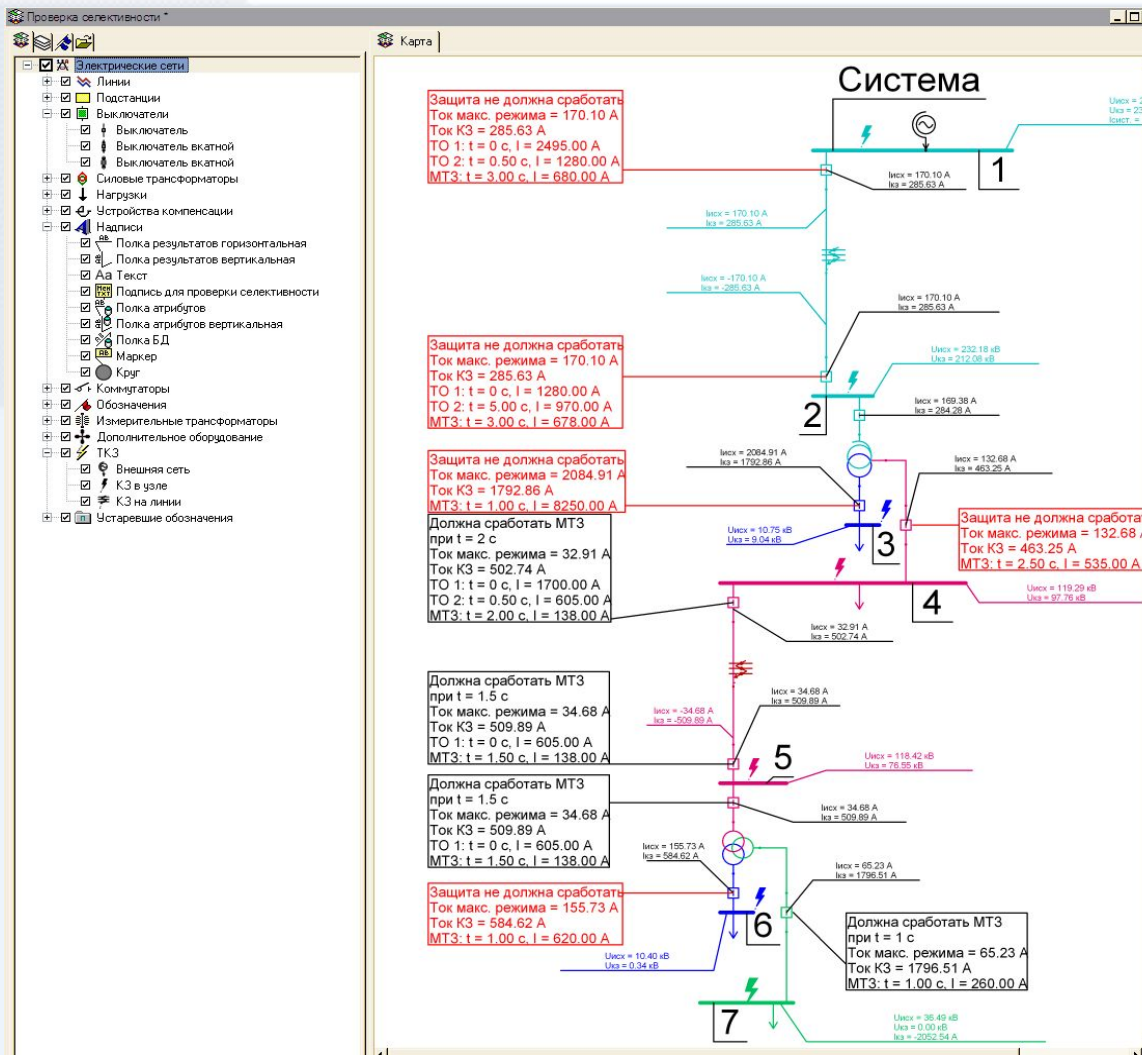 Проверка селективности *
Электрические сети
Линии
Подстанции
Выключатели
Выключатель
Выключатель вкатной
Выключатель вкатной
Силовые трансформаторы
Нагрузки
Устройства компенсации
Надписи
Полка результатов горизонтальная
Полка результатов вертикальная
Текст
Подпись для проверки селективности
Полка атрибутов
Полка атрибутов вертикальная
Полка БД
Маркер
Круг
Коммутаторы
Обозначения
Измерительные трансформаторы
Дополнительное оборудование
ТКЗ
Внешняя сеть
КЗ в узле
КЗ на линии
Устаревшие обозначения
Карта
Система
Защита не должна сработать
Ток макс. режима = 170.10 А
Ток КЗ = 285.63 А
ТО 1: t = 0 с, I = 2495.00 А
ТО 2: t = 0.50 с, I = 1280.00 А
МТЗ: t = 3.00 с, I = 680.00 А
1
Iисх = 170.10 А
Iкз = 285.63 А
Iисх = 170.10 А
Iкз = 285.63 А
Iисх = -170.10 А
Iкз = -285.63 А
Iисх = 170.10 А
Iкз = 285.63 А
Защита не должна сработать
Ток макс. режима = 170.10 А
Ток КЗ = 285.63 А
ТО 1: t = 0 с, I = 1280.00 А
ТО 2: t = 5.00 с, I = 970.00 А
МТЗ: t = 3.00 с, I = 678.00 А
Uисх = 232.18 кВ
Uкз = 212.08 кВ
2
Iисх = 169.38 А
Iкз = 284.28 А
Iисх = 2084.91 А
Iкз = 1792.86 А
Iисх = 132.68 А
Iкз = 463.25 А
Защита не должна сработать
Ток макс. режима = 2084.91 А
Ток КЗ = 1792.86 А
МТЗ: t = 1.00 с, I = 8250.00 А
Uисх = 10.75 кВ
Uкз = 9.04 кВ
3
Защита не должна сработат
Ток макс. режима = 132.68
Ток КЗ = 463.25 А
МТЗ: t = 2.50 с, I = 535.00 А
Должна сработать МТЗ
при t = 2 с
Ток макс. режима = 32.91 А
Ток КЗ = 502.74 А
ТО 1: t = 0 с, I = 1700.00 А
ТО 2: t = 0.50 с, I = 605.00 А
МТЗ: t = 2.00 с, I = 138.00 А
4
Uисх = 119.29 кВ
Uкз = 97.76 кВ
Iисх = 32.91 А
Iкз = 502.74 А
Должна сработать МТЗ
при t = 1.5 с
Ток макс. режима = 34.68 А
Ток КЗ = 509.89 А
ТО 1: t = 0 с, I = 605.00 А
МТЗ: t = 1.50 с, I = 138.00 А
Iисх = 34.68 А
Iкз = 509.89 А
Iисх = -34.68 А
Iкз = -509.89 А
5
Uисх = 118.42 кВ
Uкз = 76.55 кВ
Должна сработать МТЗ
при t = 1.5 с
Ток макс. режима = 34.68 А
Ток КЗ = 509.89 А
ТО 1: t = 0 с, I = 605.00 А
МТЗ: t = 1.50 с, I = 138.00 А
Iисх = 34.68 А
Iкз = 509.89 А
Iисх = 155.73 А
Iкз = 584.62 А
Iисх = 65.23 А
Iкз = 1796.51 А
Защита не должна сработать
Ток макс. режима = 155.73 А
Ток КЗ = 584.62 А
МТЗ: t = 1.00 с, I = 620.00 А
6
Uисх = 10.40 кВ
Uкз = 0.34 кВ
Должна сработать МТЗ
при t = 1 с
Ток макс. режима = 65.23 А
Ток КЗ = 1796.51 А
МТЗ: t = 1.00 с, I = 260.00 А
7
Uисх = 36.49 кВ
Uкз = 0.00 кВ
Iкз = -2052.54 А